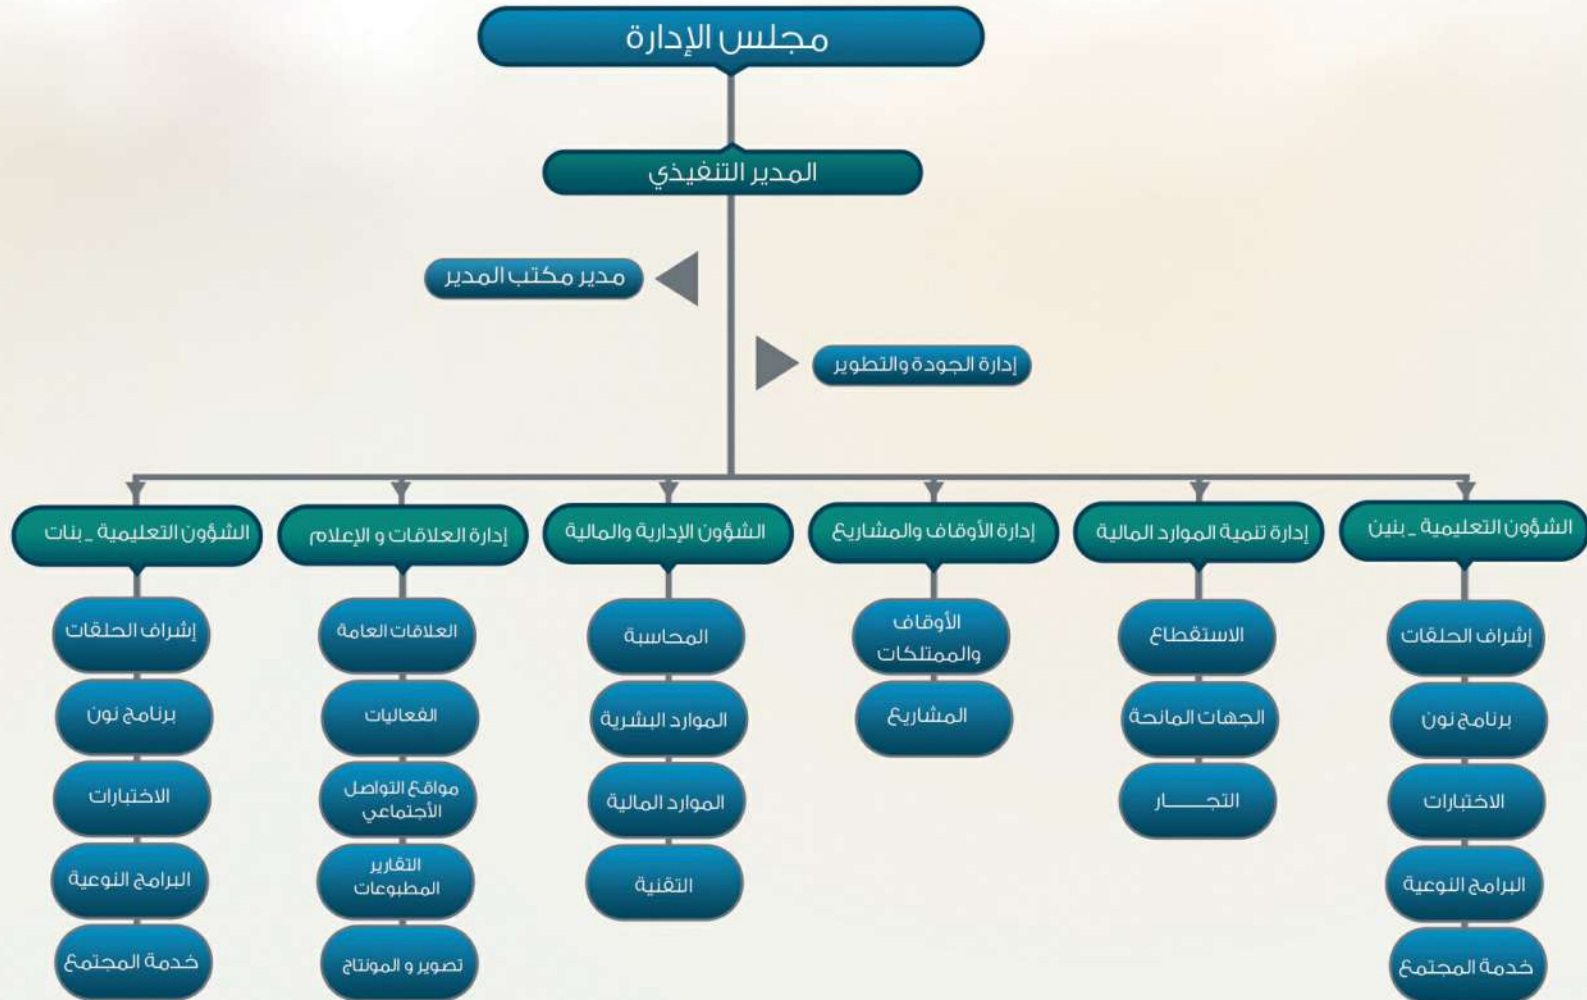 مجلس الإدارة
المدير التنفيذي
مدير مكتب المدير
إدارة الجودة والتطوير
الشؤون التعليمية _ بنين
إشراف الحلقات
برنامج نون
الاختبارات
البرامج النوعية
خدمة المجتمع
إدارة تنمية الموارد المالية
الاستقطاع
الجهات المانحة
التجـــــار
إدارة الأوقاف والمشاريع
الأوقاف
والممتلكات
المشاريع
الشؤون الإدارية والمالية
المحاسبة
الموارد البشرية
الموارد المالية
التقنية
إدارة العلاقات و الإعلام
العلاقات العامة
الفعاليات
مواقع التواصل
الأجتماعي
التقارير
المطبوعات
تصوير و المونتاج
الشؤون التعليمية _ بنات
إشراف الحلقات
برنامج نون
الاختبارات
البرامج النوعية
خدمة المجتمع